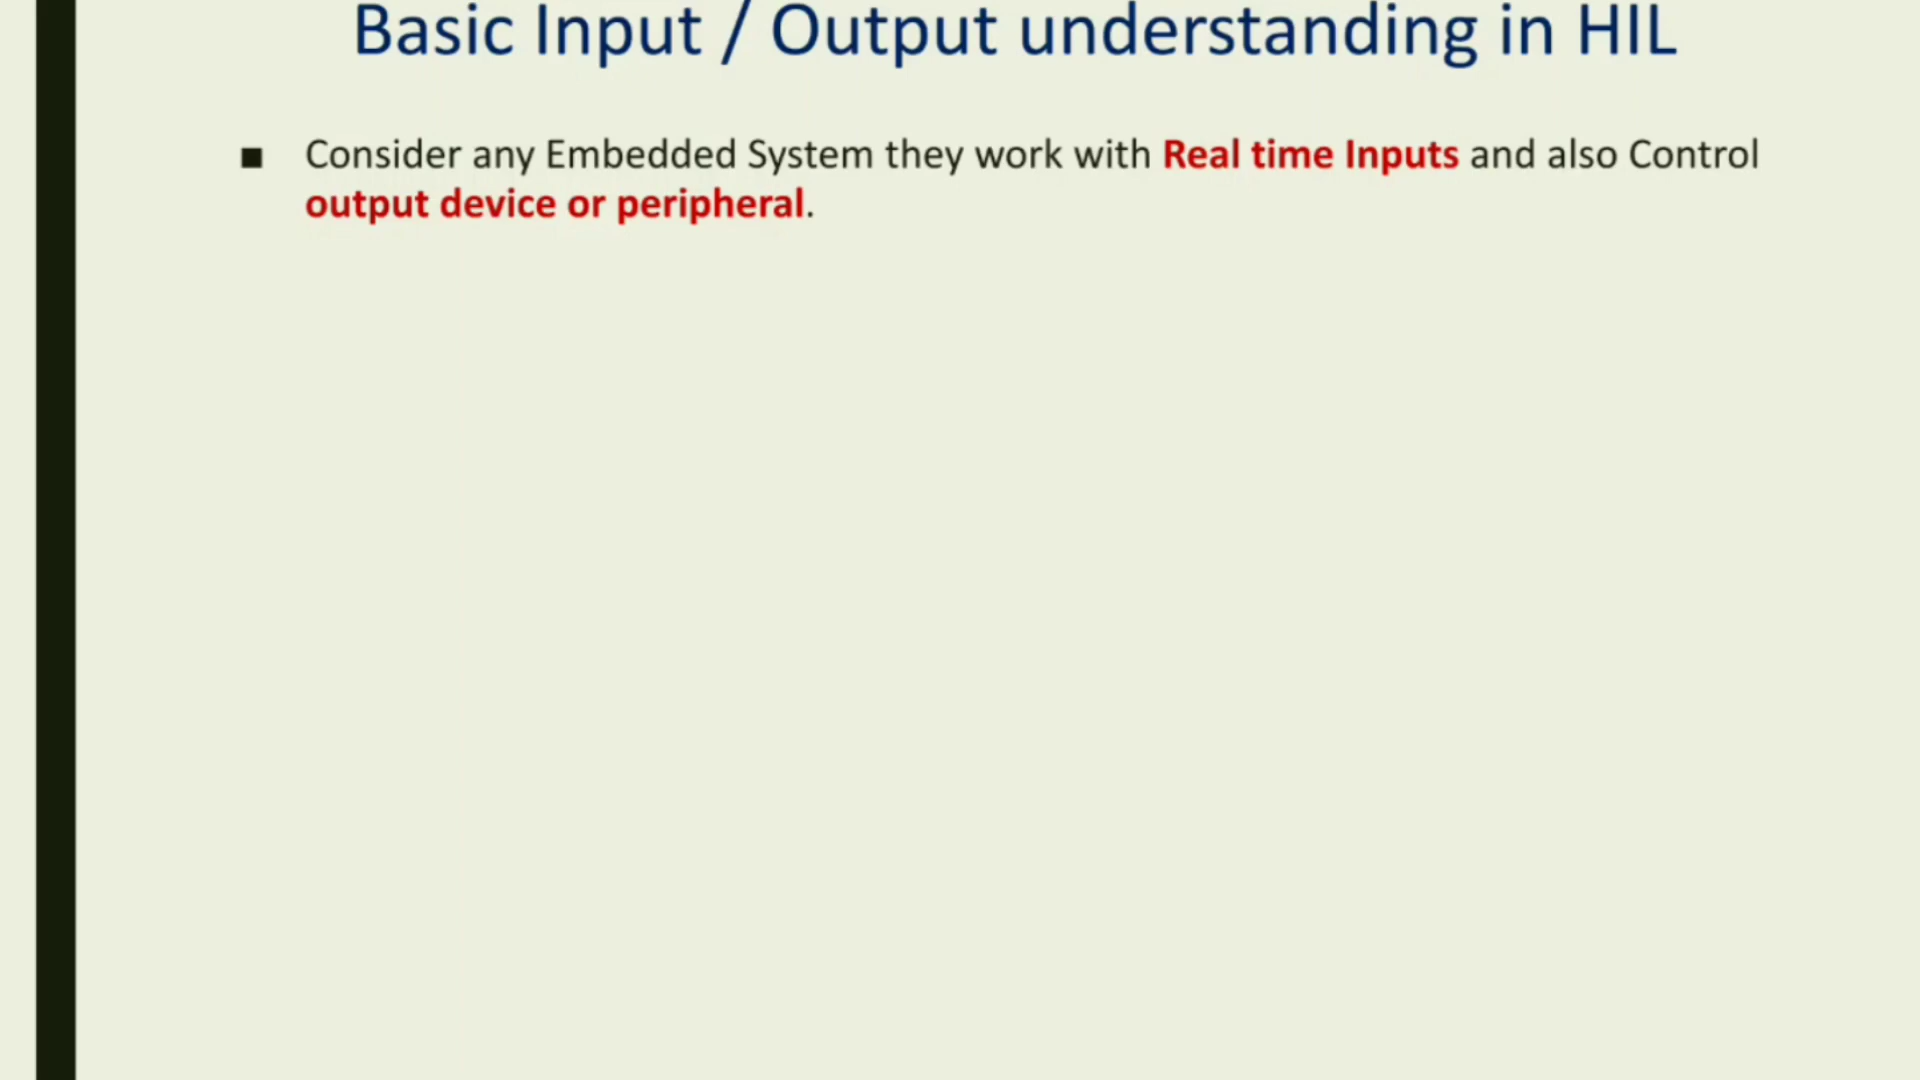 Basic Input / Output understanding in HIL
■ Consider any Embedded System they work with Real time Inputs and also Control
output device or peripheral.